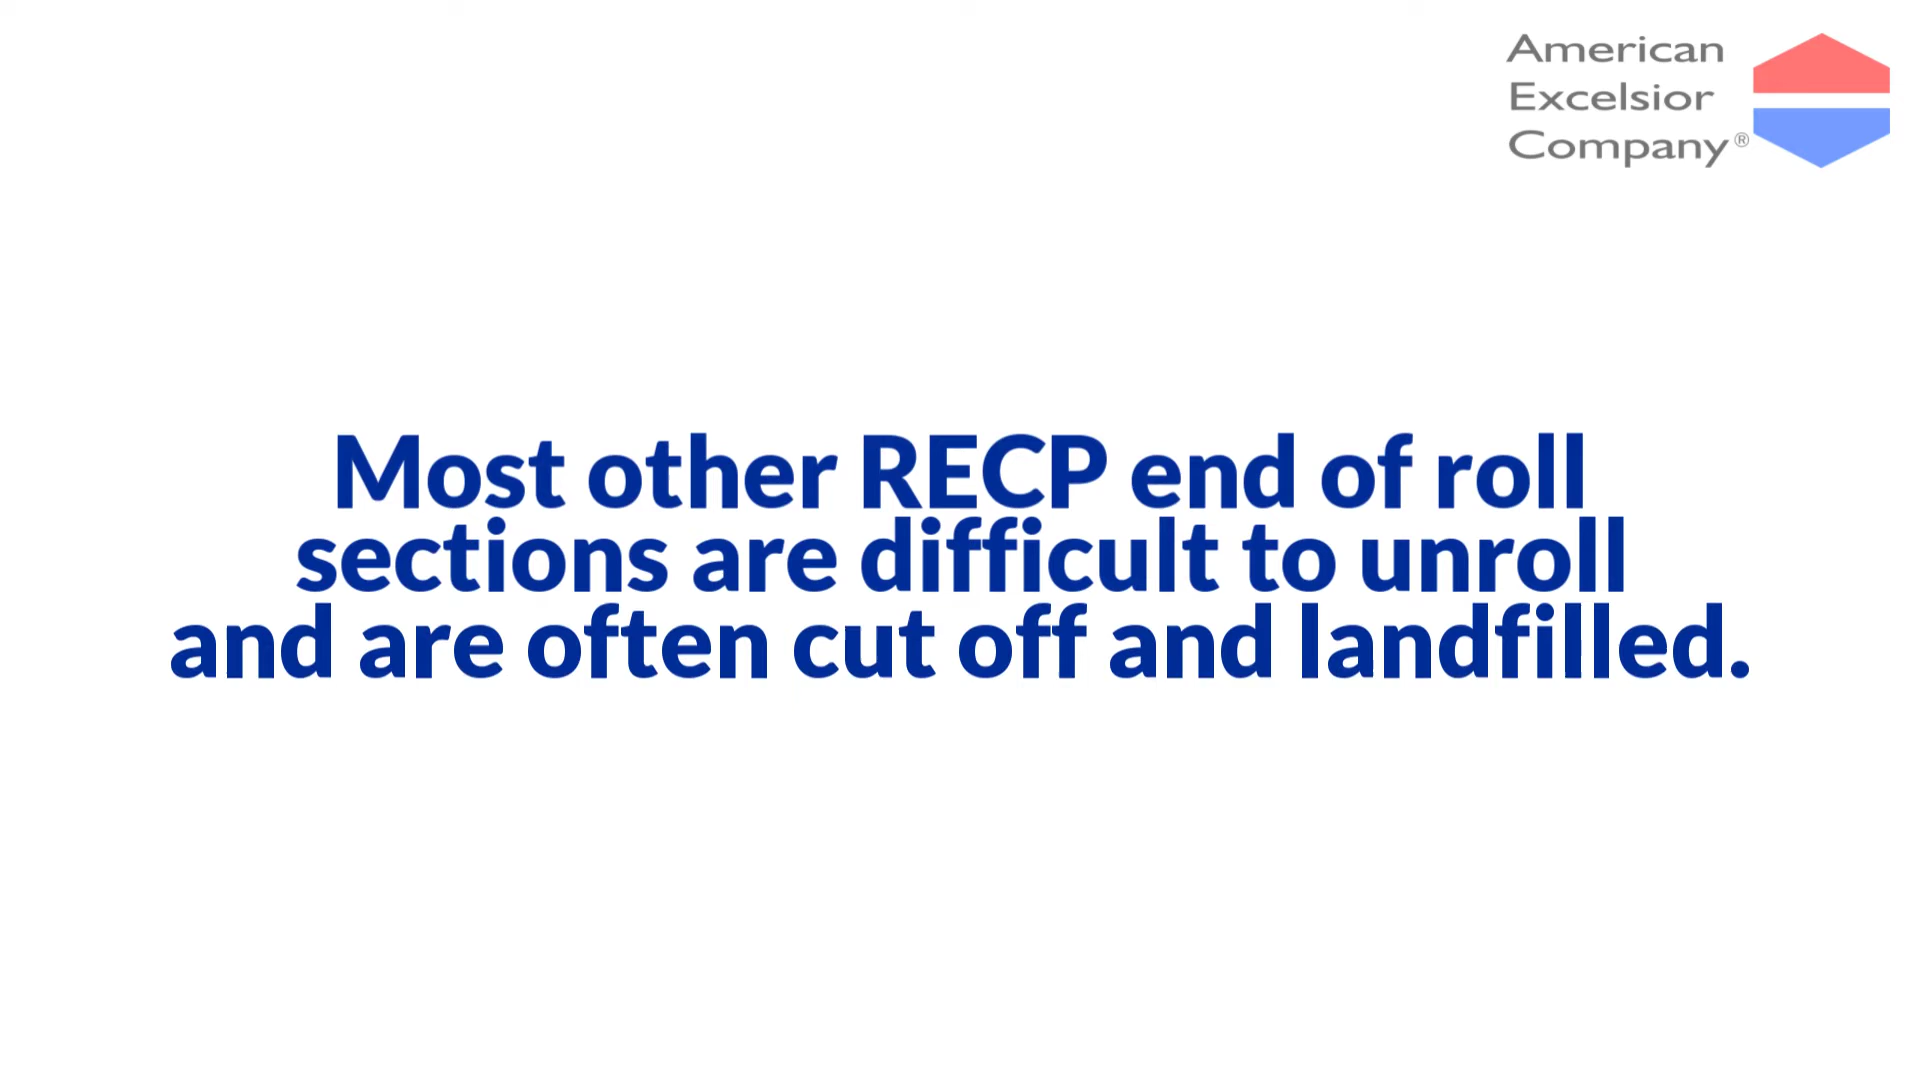 American
Excelsior
Company®
Most other RECP end of roll
sections are difficult to unroll
and are often cut off and landfilled.